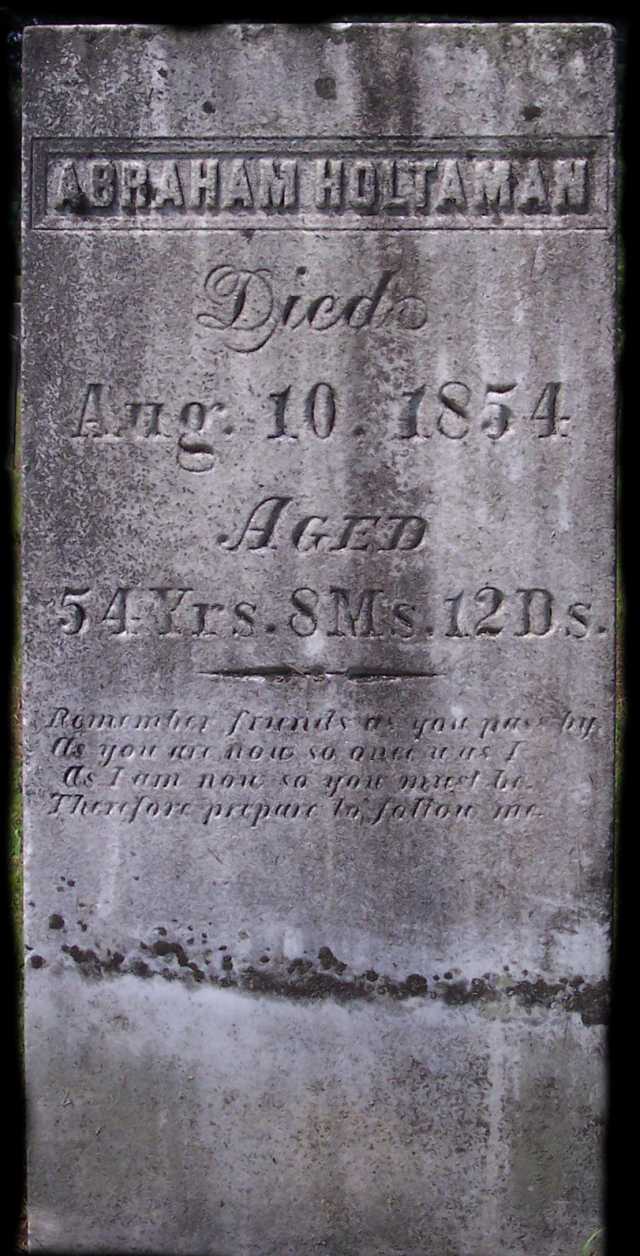 ABRAHAM HOLTAMAN
Died
Aug. 10. 1854
AGED
54 Yrs. 8 Ms. 12 Ds.
Remember friends as you pass by.
As you are now so once was I
As I am now so you must be.
Therefore prepare to follow me.